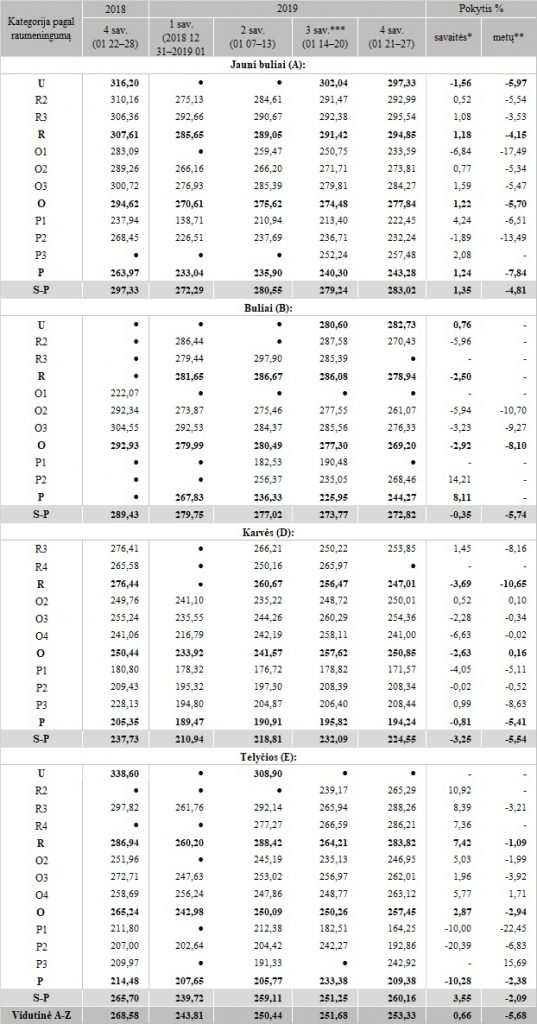 Kategorija pagal raumeningumą 2018 2019 Pokytis %
4 sav. (01 22–28) 1 sav. (2018 12 31–2019 01 2 sav. (01 07–13) 3 sav.*** (01 14–20) 4 sav. (01 21–27) savaitės* metų**
Jauni buliai (A):
U 316,20 ● ● 302,04 297,33 -1,56 -5,97
R2 310,16 275,13 284,61 291,47 292,99 0,52 -5,54
R3 306,36 292,66 290,67 292,38 295,54 1,08 -3,53
R 307,61 285,65 289,05 291,42 294,85 1,18 -4,15
O1 283,09 ● 259,47 250,75 233,59 -6,84 -17,49
O2 289,26 266,16 266,20 271,71 273,81 0,77 -5,34
O3 300,72 276,93 285,39 279,81 284,27 1,59 -5,47
O 294,62 270,61 275,62 274,48 277,84 1,22 -5,70
P1 237,94 138,71 210,94 213,40 222,45 4,24 -6,51
P2 268,45 226,51 237,69 236,71 232,24 -1,89 -13,49
P3 ● ● ● 252,24 257,48 2,08 -
P 263,97 233,04 235,90 240,30 243,28 1,24 -7,84
S-P 297,33 272,29 280,55 279,24 283,02 1,35 -4,81
Buliai (B):
U ● ● ● 280,60 282,73 0,76 -
R2 ● 286,44 ● 287,58 270,43 -5,96 -
R3 ● 279,44 297,90 285,39 ● - -
R ● 281,65 286,67 286,08 278,94 -2,50 -
O1 222,07 ● ● ● ● - -
O2 292,34 273,87 275,46 277,55 261,07 -5,94 -10,70
O3 304,55 292,53 284,37 285,56 276,33 -3,23 -9,27
O 292,93 279,99 280,49 277,30 269,20 -2,92 -8,10
P1 ● ● 182,53 190,48 ● - -
P2 ● ● 256,37 235,05 268,46 14,21 -
P ● 267,83 236,33 225,95 244,27 8,11 -
S-P 289,43 279,75 277,02 273,77 272,82 -0,35 -5,74
Karvės (D):
R3 276,41 ● 266,21 250,22 253,85 1,45 -8,16
R4 265,58 ● 250,16 265,97 ● - -
R 276,44 ● 260,67 256,47 247,01 -3,69 -10,65
O2 249,76 241,10 235,22 248,72 250,01 0,52 0,10
O3 255,24 235,55 244,26 260,29 254,36 -2,28 -0,34
O4 241,06 216,79 242,19 258,11 241,00 -6,63 -0,02
O 250,44 233,92 241,57 257,62 250,85 -2,63 0,16
P1 180,80 178,32 176,72 178,82 171,57 -4,05 -5,11
P2 209,43 195,32 197,30 208,39 208,34 -0,02 -0,52
P3 228,13 194,80 204,87 206,40 208,44 0,99 -8,63
P 205,35 189,47 190,91 195,82 194,24 -0,81 -5,41
S-P 237,73 210,94 218,81 232,09 224,55 -3,25 -5,54
Telyčios (E):
U 338,60 ● 308,90 ● ● - -
R2 ● ● ● 239,17 265,29 10,92 -
R3 297,82 261,76 292,14 265,94 288,26 8,39 -3,21
R4 ● ● 277,27 266,59 286,21 7,36 -
R 286,94 260,20 288,42 264,21 283,82 7,42 -1,09
O2 251,96 ● 245,19 235,13 246,95 5,03 -1,99
O3 272,71 247,63 253,02 256,97 262,01 1,96 -3,92
O4 258,69 256,24 247,86 248,77 263,12 5,77 1,71
O 265,24 242,98 250,09 250,26 257,45 2,87 -2,94
P1 211,80 ● 212,38 182,51 164,25 -10,00 -22,45
P2 207,00 202,64 204,42 242,27 192,86 -20,39 -6,83
P3 209,97 ● 191,33 ● 242,92 - 15,69
P 214,48 207,65 205,77 233,38 209,38 -10,28 -2,38
S-P 265,70 239,72 259,11 251,25 260,16 3,55 -2,09
Vidutinė A-Z 268,58 243,81 250,44 251,68 253,33 0,66 -5,68